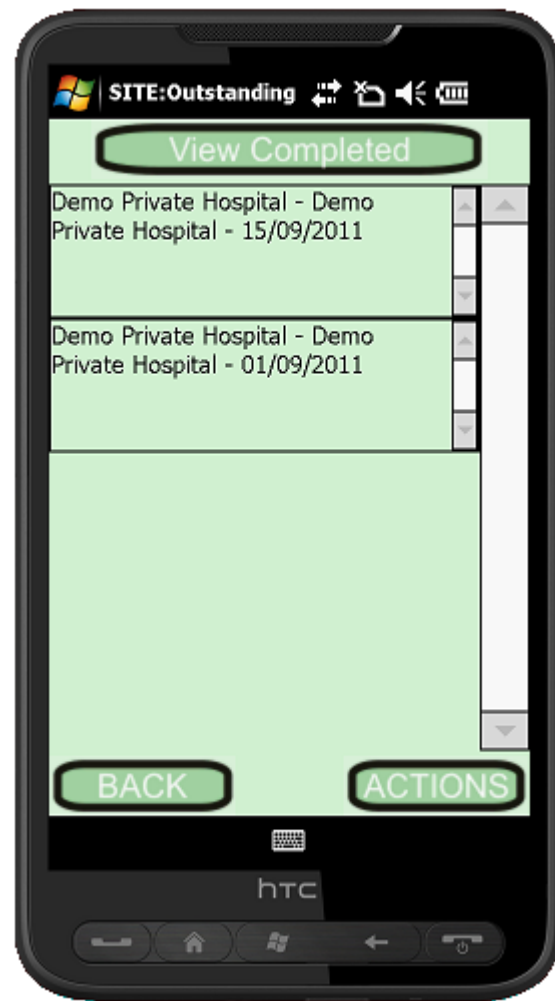 SITE:Outstanding
View Completed
Demo Private Hospital - Demo
Private Hospital - 15/09/2011
Demo Private Hospital - Demo
Private Hospital - 01/09/2011
BACK
ACTIONS
hTC